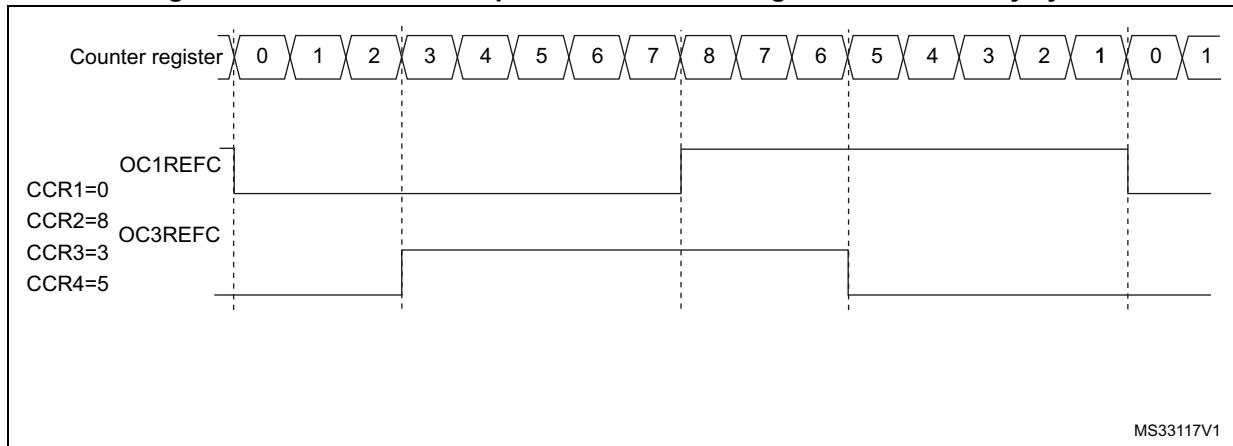 Counter register 0 1 2 3 4 5 6 7 8 7 6 5 4 3 2 1 0 1
OC1REFC
CCR1=0
CCR2=8
OC3REFC
CCR3=3
CCR4=5
MS33117V1